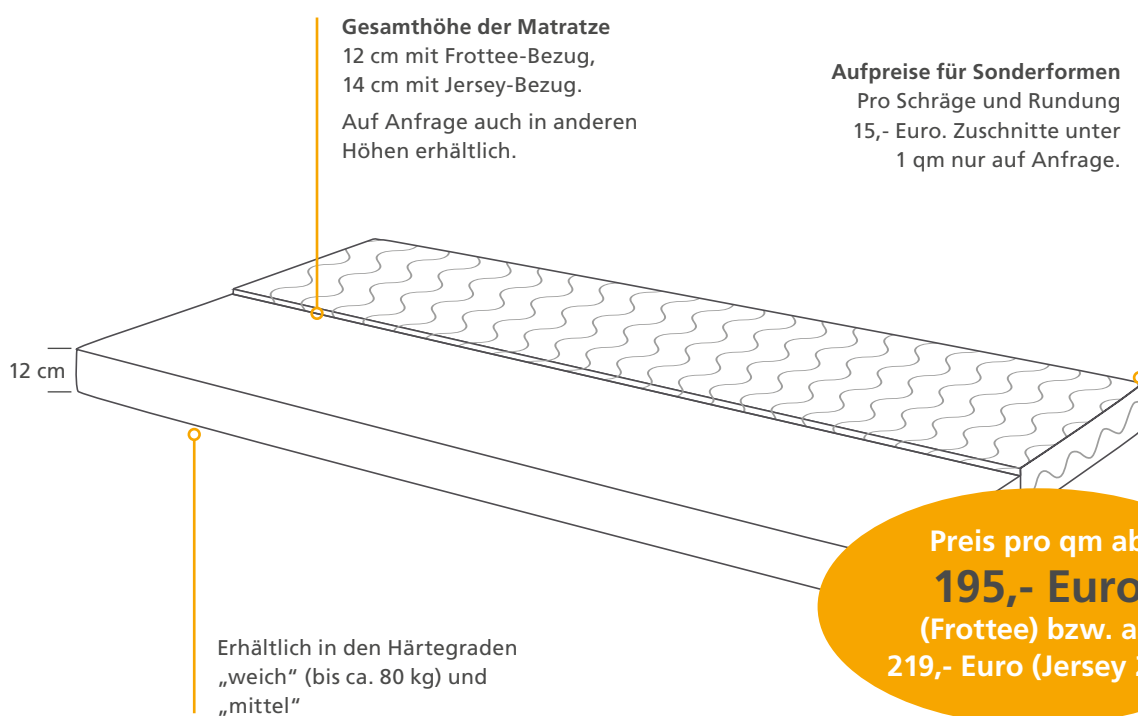 Gesamthöhe der Matratze
12 cm mit Frottee-Bezug,
14 cm mit Jersey-Bezug.
Auf Anfrage auch in anderen
Höhen erhältlich.
Aufpreise für Sonderformen
Pro Schräge und Rundung
15,- Euro. Zuschnitte unter
1 qm nur auf Anfrage.
12 cm
Preis pro qm ab
195,- Euro
(Frottee) bzw. a
219,- Euro (Jersey
Erhältlich in den Härtegraden
„weich“ (bis ca. 80 kg) und
„mittel“